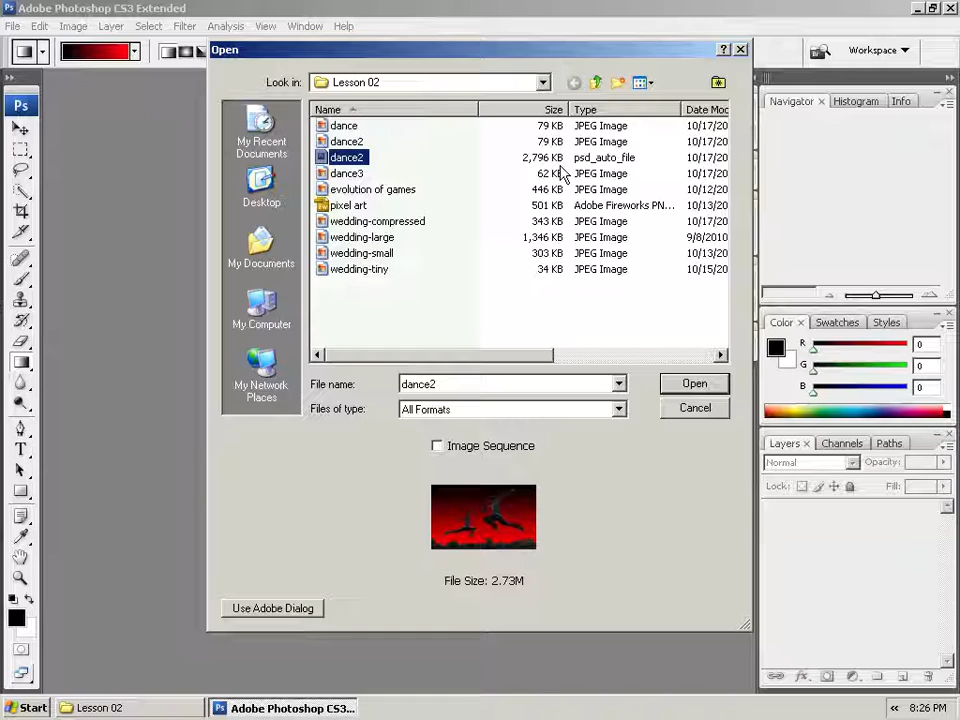 Adobe Photoshop CS3 Extended
File Edit Image Layer Select Filter Analysis View Window Help
Workspace
Open
Look in: Lesson 02
Name Size Type Date Moc
dance 79 KB JPEG Image 10/17/20
dance2 79 KB JPEG Image 10/17/20
dance2 2,796 KB psd_auto_file 10/17/20
dance3 62 KB JPEG Image 10/17/20
evolution of games 446 KB JPEG Image 10/12/20
pixel art 501 KB Adobe Fireworks PN... 10/13/20
wedding-compressed 343 KB JPEG Image 10/17/20
wedding-large 1,346 KB JPEG Image 9/8/2010
wedding-small 303 KB JPEG Image 10/13/20
wedding-tiny 34 KB JPEG Image 10/15/20
My Recent
Documents
Desktop
My Documents
My Computer
My Network
Places
File name: dance2 Open
Files of type: All Formats Cancel
Image Sequence
File Size: 2.73M
Use Adobe Dialog
Navigator Histogram Info
Color Swatches Styles
R 0
G 0
B 0
Layers Channels Paths
Normal Opacity:
Lock: Fill:
Ps
T
Start Lesson 02 Ps Adobe Photoshop CS3... 8:26 PM